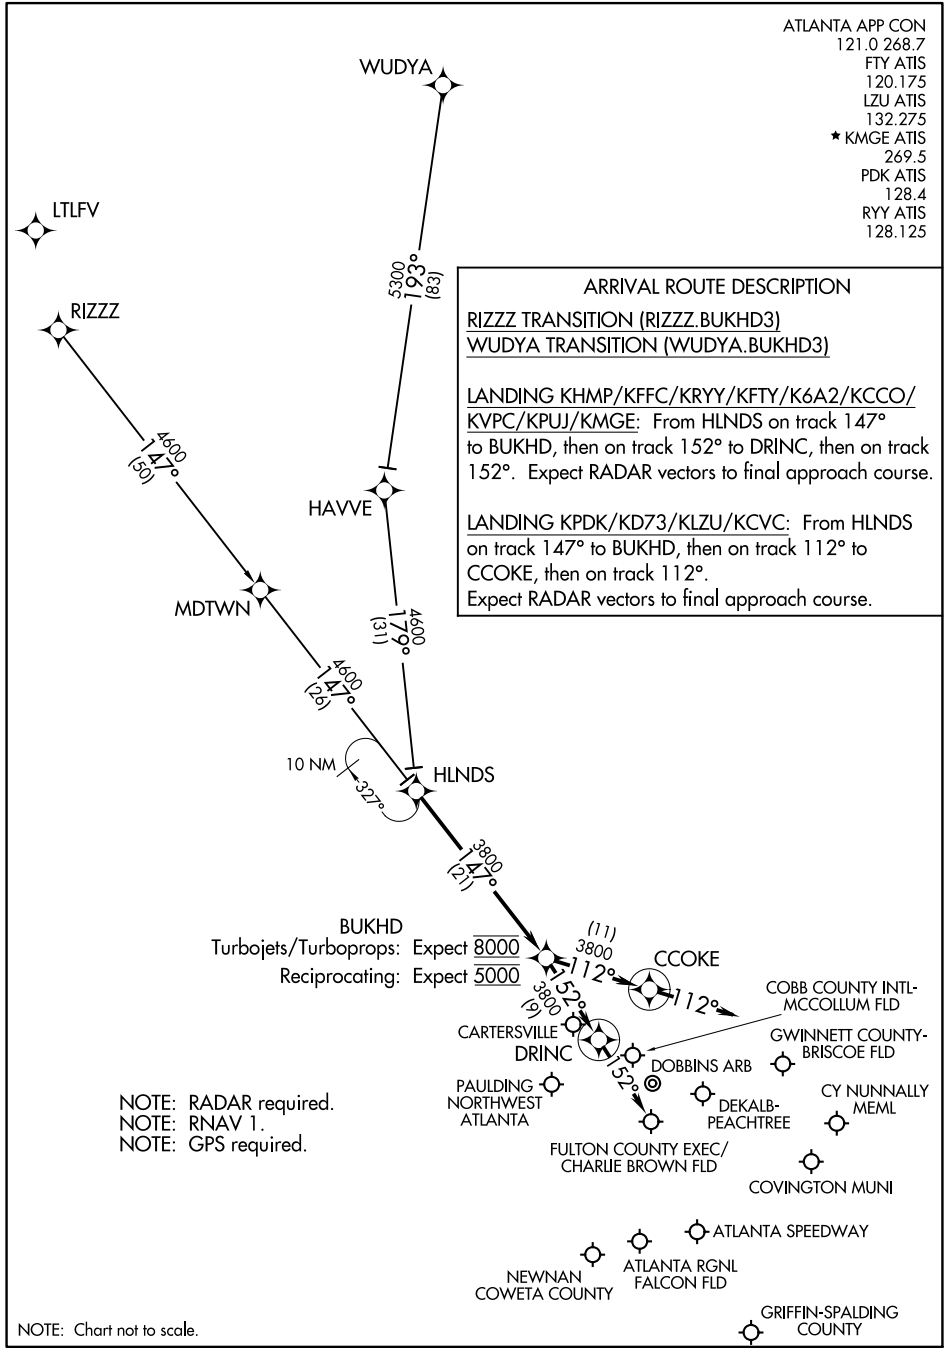 ATLANTA APP CON
121.0 268.7
FTY ATIS
120.175
LZU ATIS
132.275
★ KMGE ATIS
269.5
PDK ATIS
128.4
RYY ATIS
128.125
WUDYA
LTLFV
RIZZZ
5300
193°
(83)
ARRIVAL ROUTE DESCRIPTION
RIZZZ TRANSITION (RIZZZ.BUKHD3)
WUDYA TRANSITION (WUDYA.BUKHD3)
LANDING KHMP/KFFC/KRYY/KFTY/K6A2/KCCO/
KVPC/KPUJ/KMGE: From HLNDS on track 147°
to BUKHD, then on track 152° to DRINC, then on track
152°. Expect RADAR vectors to final approach course.
LANDING KPDK/KD73/KLZU/KCVC: From HLNDS
on track 147° to BUKHD, then on track 112° to
CCOKE, then on track 112°.
Expect RADAR vectors to final approach course.
4600
147°
(50)
HAVVE
MDTWN
4600
179°
(31)
4600
147°
(26)
10 NM
327°
HLNDS
3800
147°
(21)
BUKHD
Turbojets/Turboprops: Expect 8000
Reciprocating: Expect 5000
(11)
3800
112°
CCOKE
112°
152°
3800
(9)
CARTERSVILLE
DRINC
152°
COBB COUNTY INTL-
MCCOLLUM FLD
GWINNETT COUNTY-
BRISCOE FLD
DOBBINS ARB
PAULDING
NORTHWEST
ATLANTA
DEKALB-
PEACHTREE
CY NUNNALLY
MEML
FULTON COUNTY EXEC/
CHARLIE BROWN FLD
COVINGTON MUNI
NOTE: RADAR required.
NOTE: RNAV 1.
NOTE: GPS required.
ATLANTA SPEEDWAY
ATLANTA RGNL
FALCON FLD
NEWNAN
COWETA COUNTY
GRIFFIN-SPALDING
COUNTY
NOTE: Chart not to scale.